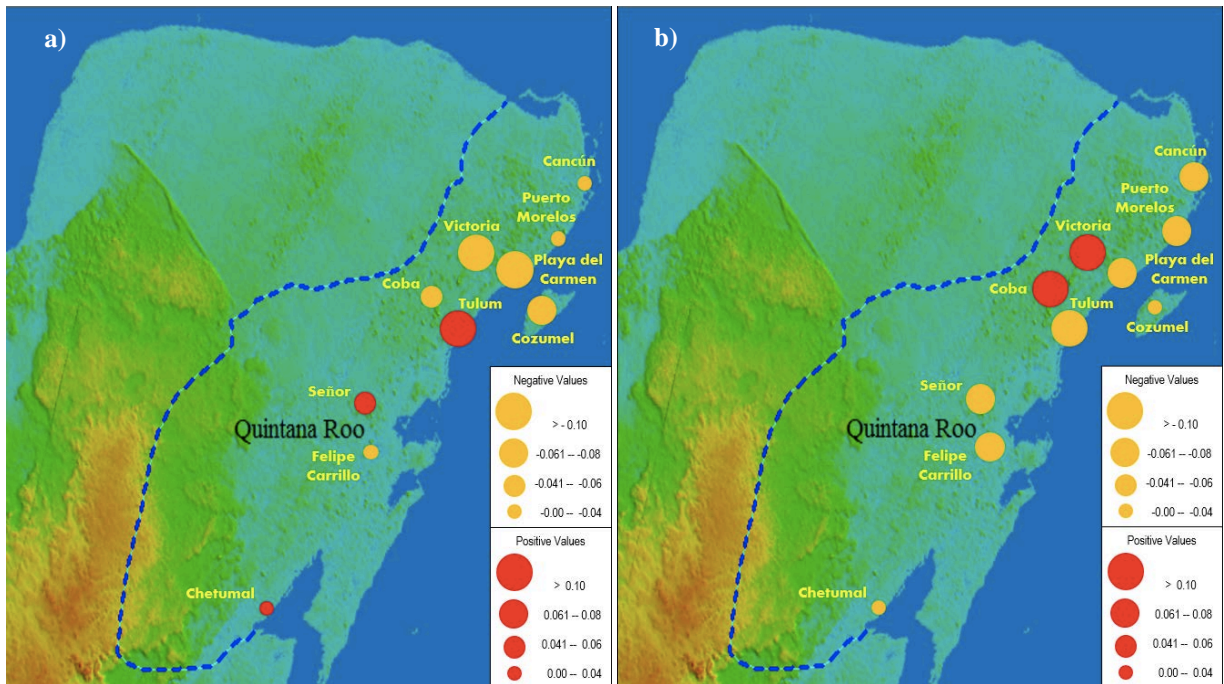 a)
Cancún
Puerto
Morelos
Victoria
Playa del
Carmen
Coba
Tulum
Cozumel
Señor
Quintana Roo
Felipe
Carrillo
Chetumal
Negative Values
> - 0.10
-0.061 -- -0.08
-0.041 -- -0.06
-0.00 -- -0.04
Positive Values
> 0.10
0.061 -- 0.08
0.041 -- 0.06
0.00 -- 0.04
b)
Cancún
Puerto
Morelos
Victoria
Playa del
Carmen
Coba
Tulum
Cozumel
Señor
Quintana Roo
Felipe
Carrillo
Chetumal
Negative Values
> - 0.10
-0.061 -- -0.08
-0.041 -- -0.06
-0.00 -- -0.04
Positive Values
> 0.10
0.061 -- 0.08
0.041 -- 0.06
0.00 -- 0.04